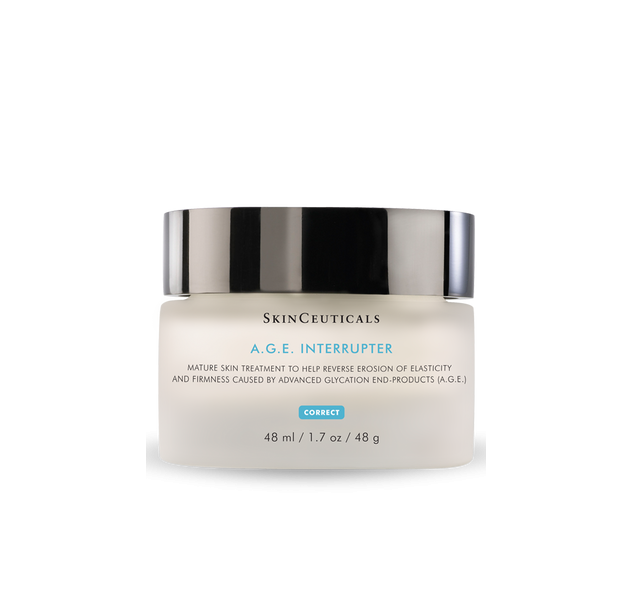 SKINCEUTICALS
A.G.E. INTERRUPTER
MATURE SKIN TREATMENT TO HELP REVERSE EROSION OF ELASTICITY
AND FIRMNESS CAUSED BY ADVANCED GLYCATION END-PRODUCTS (A.G.E.)
CORRECT
48 ml / 1.7 oz / 48 g